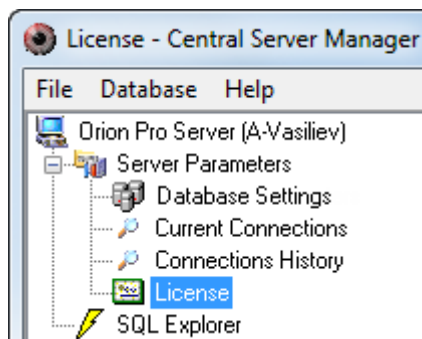 License - Central Server Manager
File Database Help
Orion Pro Server (A-Vasiliev)
Server Parameters
Database Settings
Current Connections
Connections History
License
SQL Explorer